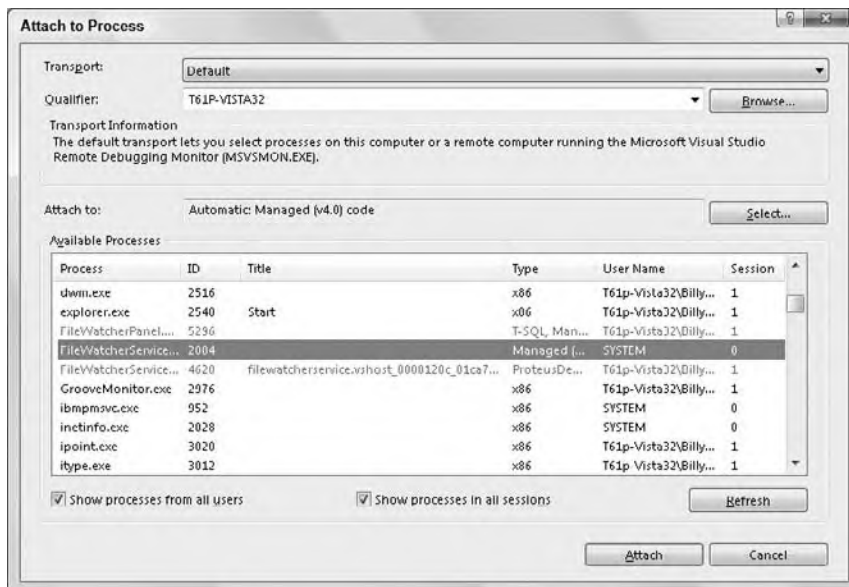 Attach to Process
Transport: Default
Qualifier: T61P-VISTA32 Browse...
Transport Information
The default transport lets you select processes on this computer or a remote computer running the Microsoft Visual Studio
Remote Debugging Monitor (MSVSMON.EXE).
Attach to: Automatic: Managed (v4.0) code Select...
Available Processes
Process ID Title Type User Name Session
dwm.exe 2516 x86 T61p-Vista32\Billy... 1
explorer.exe 2540 Start x86 T61p-Vista32\Billy... 1
FileWatcherPanel.... 5296 T-SQL, Man... T61p-Vista32\Billy... 1
FileWatcherService... 2004 Managed (... SYSTEM 0
FileWatcherService... 4620 filewatcherservice.vshost_0000120c_01ca7... ProteusDe... T61p-Vista32\Billy... 1
GrooveMonitor.exe 2976 x86 T61p-Vista32\Billy... 1
ibmpmsvc.exe 952 x86 SYSTEM 0
inetinfo.exe 2028 x86 SYSTEM 0
ipoint.exe 3020 x86 T61p-Vista32\Billy... 1
itype.exe 3012 x86 T61p-Vista32\Billy... 1
Show processes from all users Show processes in all sessions Refresh
Attach Cancel